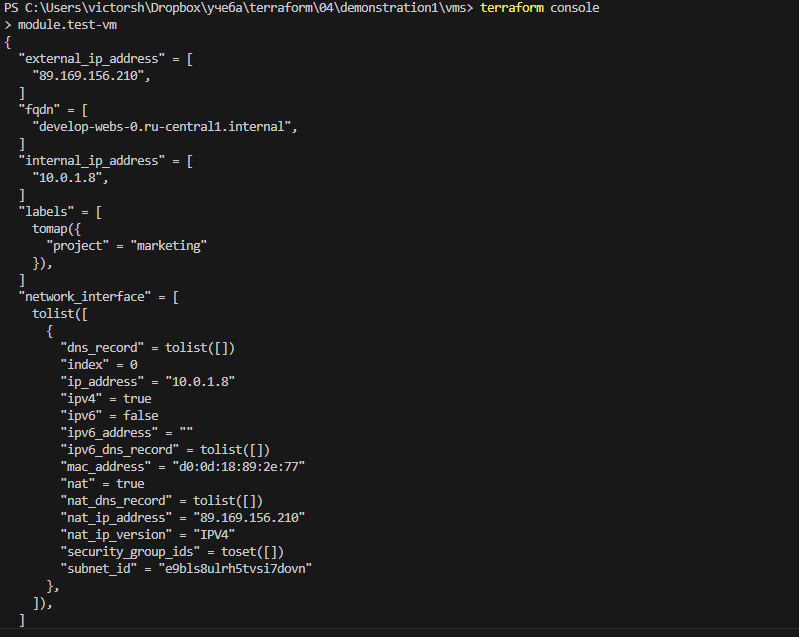 PS C:\Users\victorsh\Dropbox\учеба\terraform\04\demonstration1\vms> terraform console
> module.test-vm
{
  "external_ip_address" = [
    "89.169.156.210",
  ]
  "fqdn" = [
    "develop-webs-0.ru-central1.internal",
  ]
  "internal_ip_address" = [
    "10.0.1.8",
  ]
  "labels" = [
    tomap({
      "project" = "marketing"
    }),
  ]
  "network_interface" = [
    tolist([
      {
        "dns_record" = tolist([])
        "index" = 0
        "ip_address" = "10.0.1.8"
        "ipv4" = true
        "ipv6" = false
        "ipv6_address" = ""
        "ipv6_dns_record" = tolist([])
        "mac_address" = "d0:0d:18:89:2e:77"
        "nat" = true
        "nat_dns_record" = tolist([])
        "nat_ip_address" = "89.169.156.210"
        "nat_ip_version" = "IPV4"
        "security_group_ids" = toset([])
        "subnet_id" = "e9bls8ulrh5tvsi7dovn"
      },
    ]),
  ]